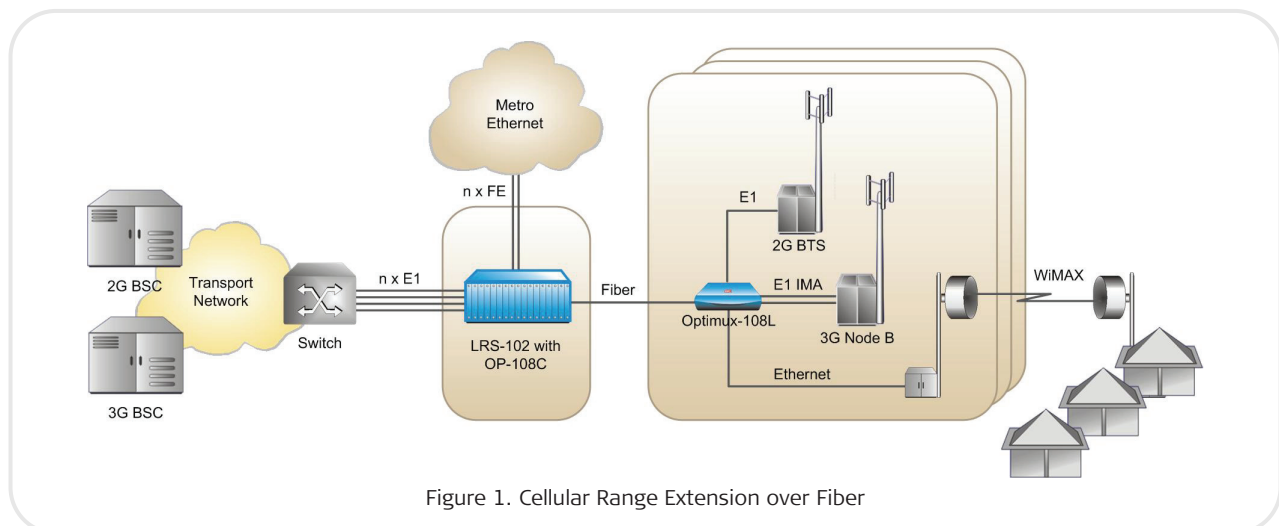 Metro
Ethernet
n x FE
E1
2G BTS
2G BSC
Transport
Network
n x E1
Fiber
E1 IMA
WiMAX
Switch
LRS-102 with
OP-108C
Optimux-108L
3G Node B
Ethernet
3G BSC
Figure 1. Cellular Range Extension over Fiber